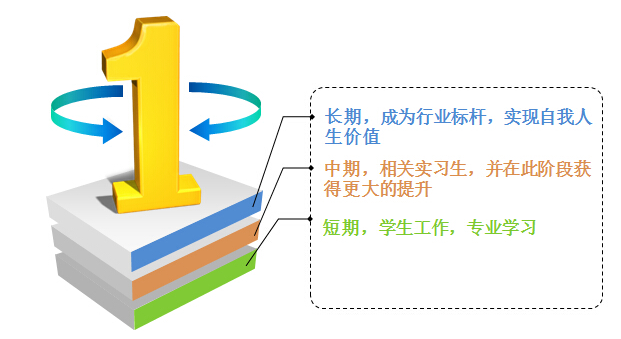 1
长期，成为行业标杆，实现自我人
生价值
中期，相关实习生，并在此阶段获
得更大的提升
短期，学生工作，专业学习